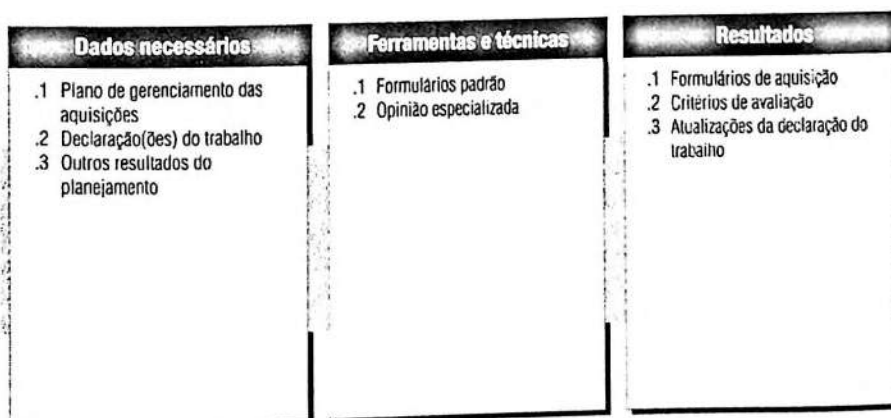 Dados necessários
.1 Plano de gerenciamento das
aquisições
.2 Declaração(ões) do trabalho
.3 Outros resultados do
planejamento
Ferramentas e técnicas
.1 Formulários padrão
.2 Opinião especializada
Resultados
.1 Formulários de aquisição
.2 Critérios de avaliação
.3 Atualizações da declaração do
trabalho